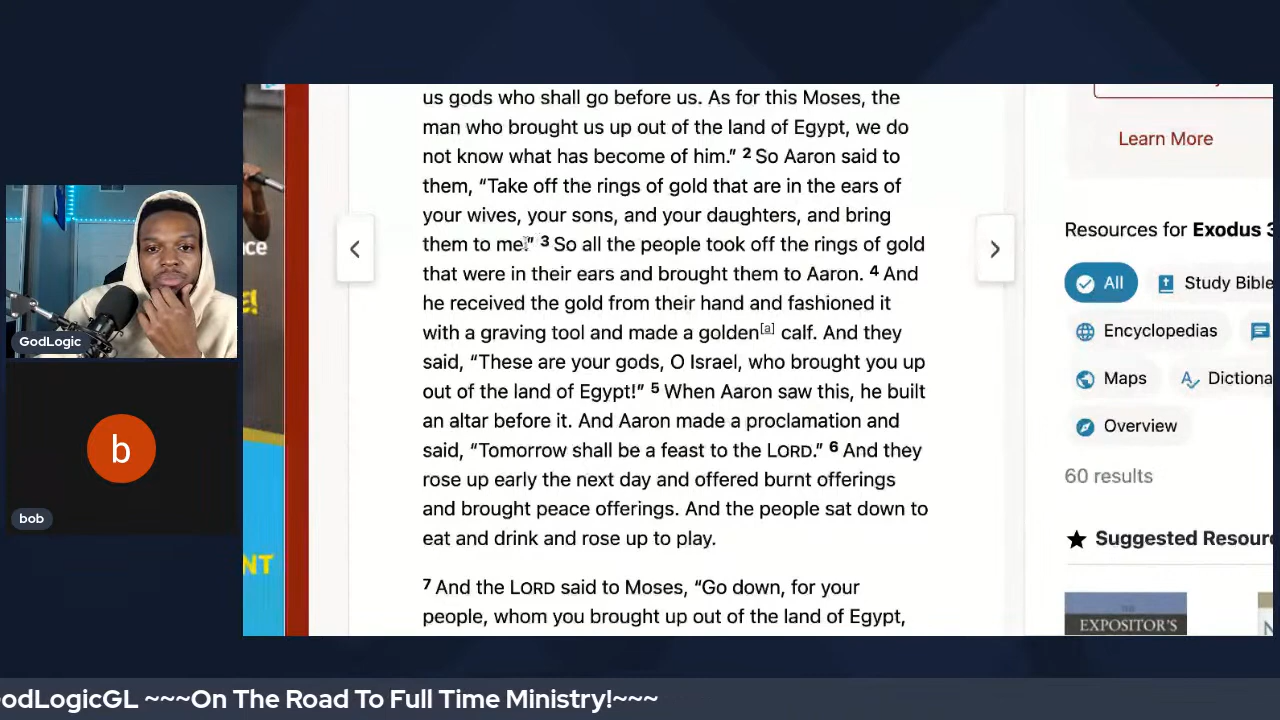 us gods who shall go before us. As for this Moses, the
man who brought us up out of the land of Egypt, we do
not know what has become of him.” 2 So Aaron said to
them, “Take off the rings of gold that are in the ears of
your wives, your sons, and your daughters, and bring
them to me.” 3 So all the people took off the rings of gold
that were in their ears and brought them to Aaron. 4 And
he received the gold from their hand and fashioned it
with a graving tool and made a golden[a] calf. And they
said, “These are your gods, O Israel, who brought you up
out of the land of Egypt!” 5 When Aaron saw this, he built
an altar before it. And Aaron made a proclamation and
said, “Tomorrow shall be a feast to the LORD.” 6 And they
rose up early the next day and offered burnt offerings
and brought peace offerings. And the people sat down to
eat and drink and rose up to play.
7 And the LORD said to Moses, “Go down, for your
people, whom you brought up out of the land of Egypt,
Learn More
Resources for Exodus 3
All
Study Bible
Encyclopedias
Maps
Dictiona
Overview
60 results
Suggested Resour
EXPOSITOR'S
GodLogic
b
bob
ce
!
NT
odLogicGL ~~~On The Road To Full Time Ministry!~~~